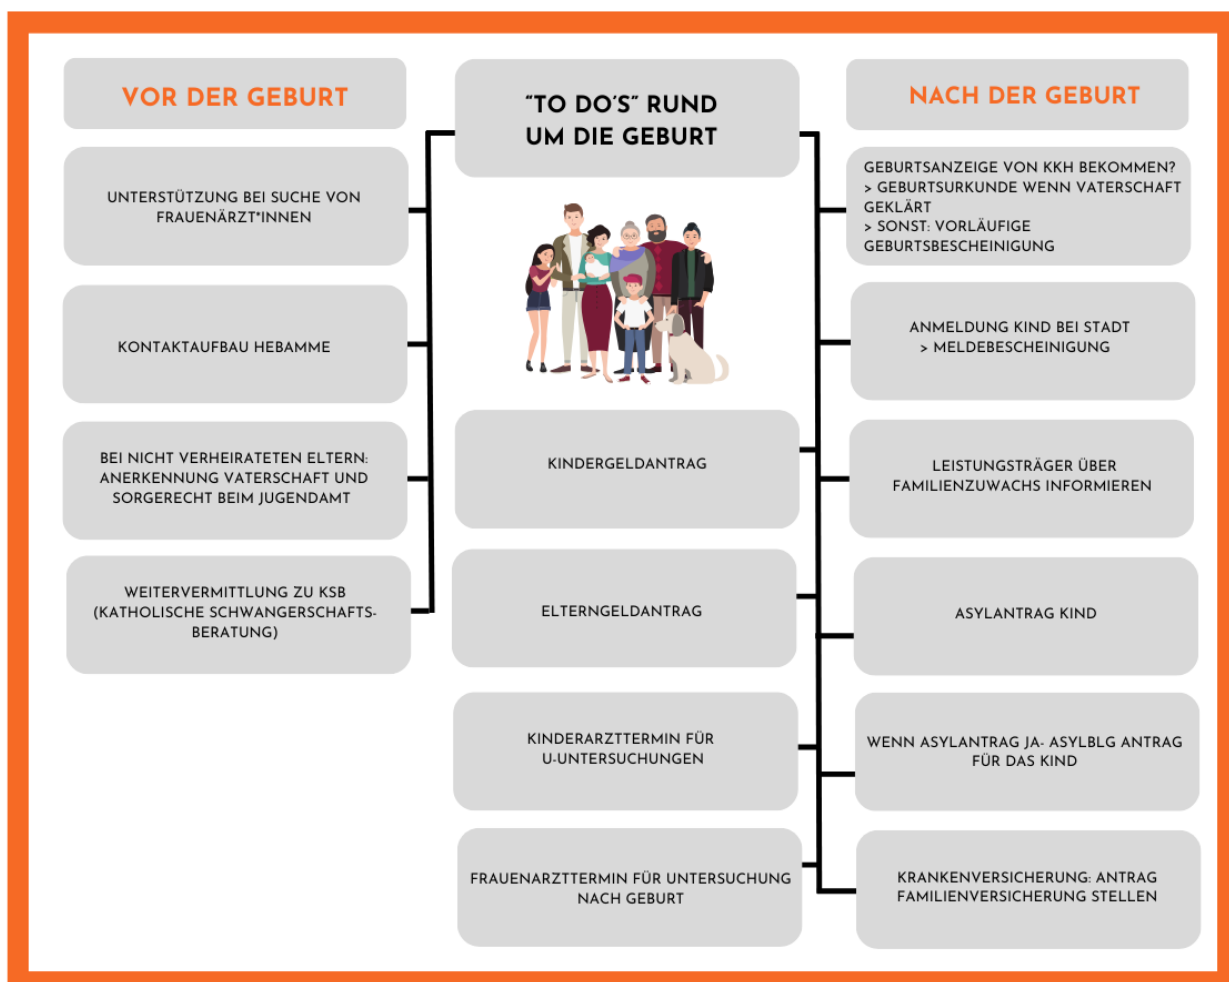 VOR DER GEBURT
UNTERSTÜTZUNG BEI SUCHE VON
FRAUENÄRZT*INNEN
KONTAKTAUFBAU HEBAMME
BEI NICHT VERHEIRATETEN ELTERN:
ANERKENNUNG VATERSCHAFT UND
SORGERECHT BEIM JUGENDAMT
WEITERVERMITTLUNG ZU KSB
(KATHOLISCHE SCHWANGERSCHAFTS-
BERATUNG)
“TO DO’S” RUND
UM DIE GEBURT
KINDERGELDANTRAG
ELTERNGELDANTRAG
KINDERARZTTERMIN FÜR
U-UNTERSUCHUNGEN
FRAUENARZTTERMIN FÜR UNTERSUCHUNG
NACH GEBURT
NACH DER GEBURT
GEBURTSANZEIGE VON KKH BEKOMMEN?
> GEBURTSURKUNDE WENN VATERSCHAFT
GEKLÄRT
> SONST: VORLÄUFIGE
GEBURTSBESCHEINIGUNG
ANMELDUNG KIND BEI STADT
> MELDEBESCHEINIGUNG
LEISTUNGSTRÄGER ÜBER
FAMILIENZUWACHS INFORMIEREN
ASYLANTRAG KIND
WENN ASYLANTRAG JA- ASYLBLG ANTRAG
FÜR DAS KIND
KRANKENVERSICHERUNG: ANTRAG
FAMILIENVERSICHERUNG STELLEN